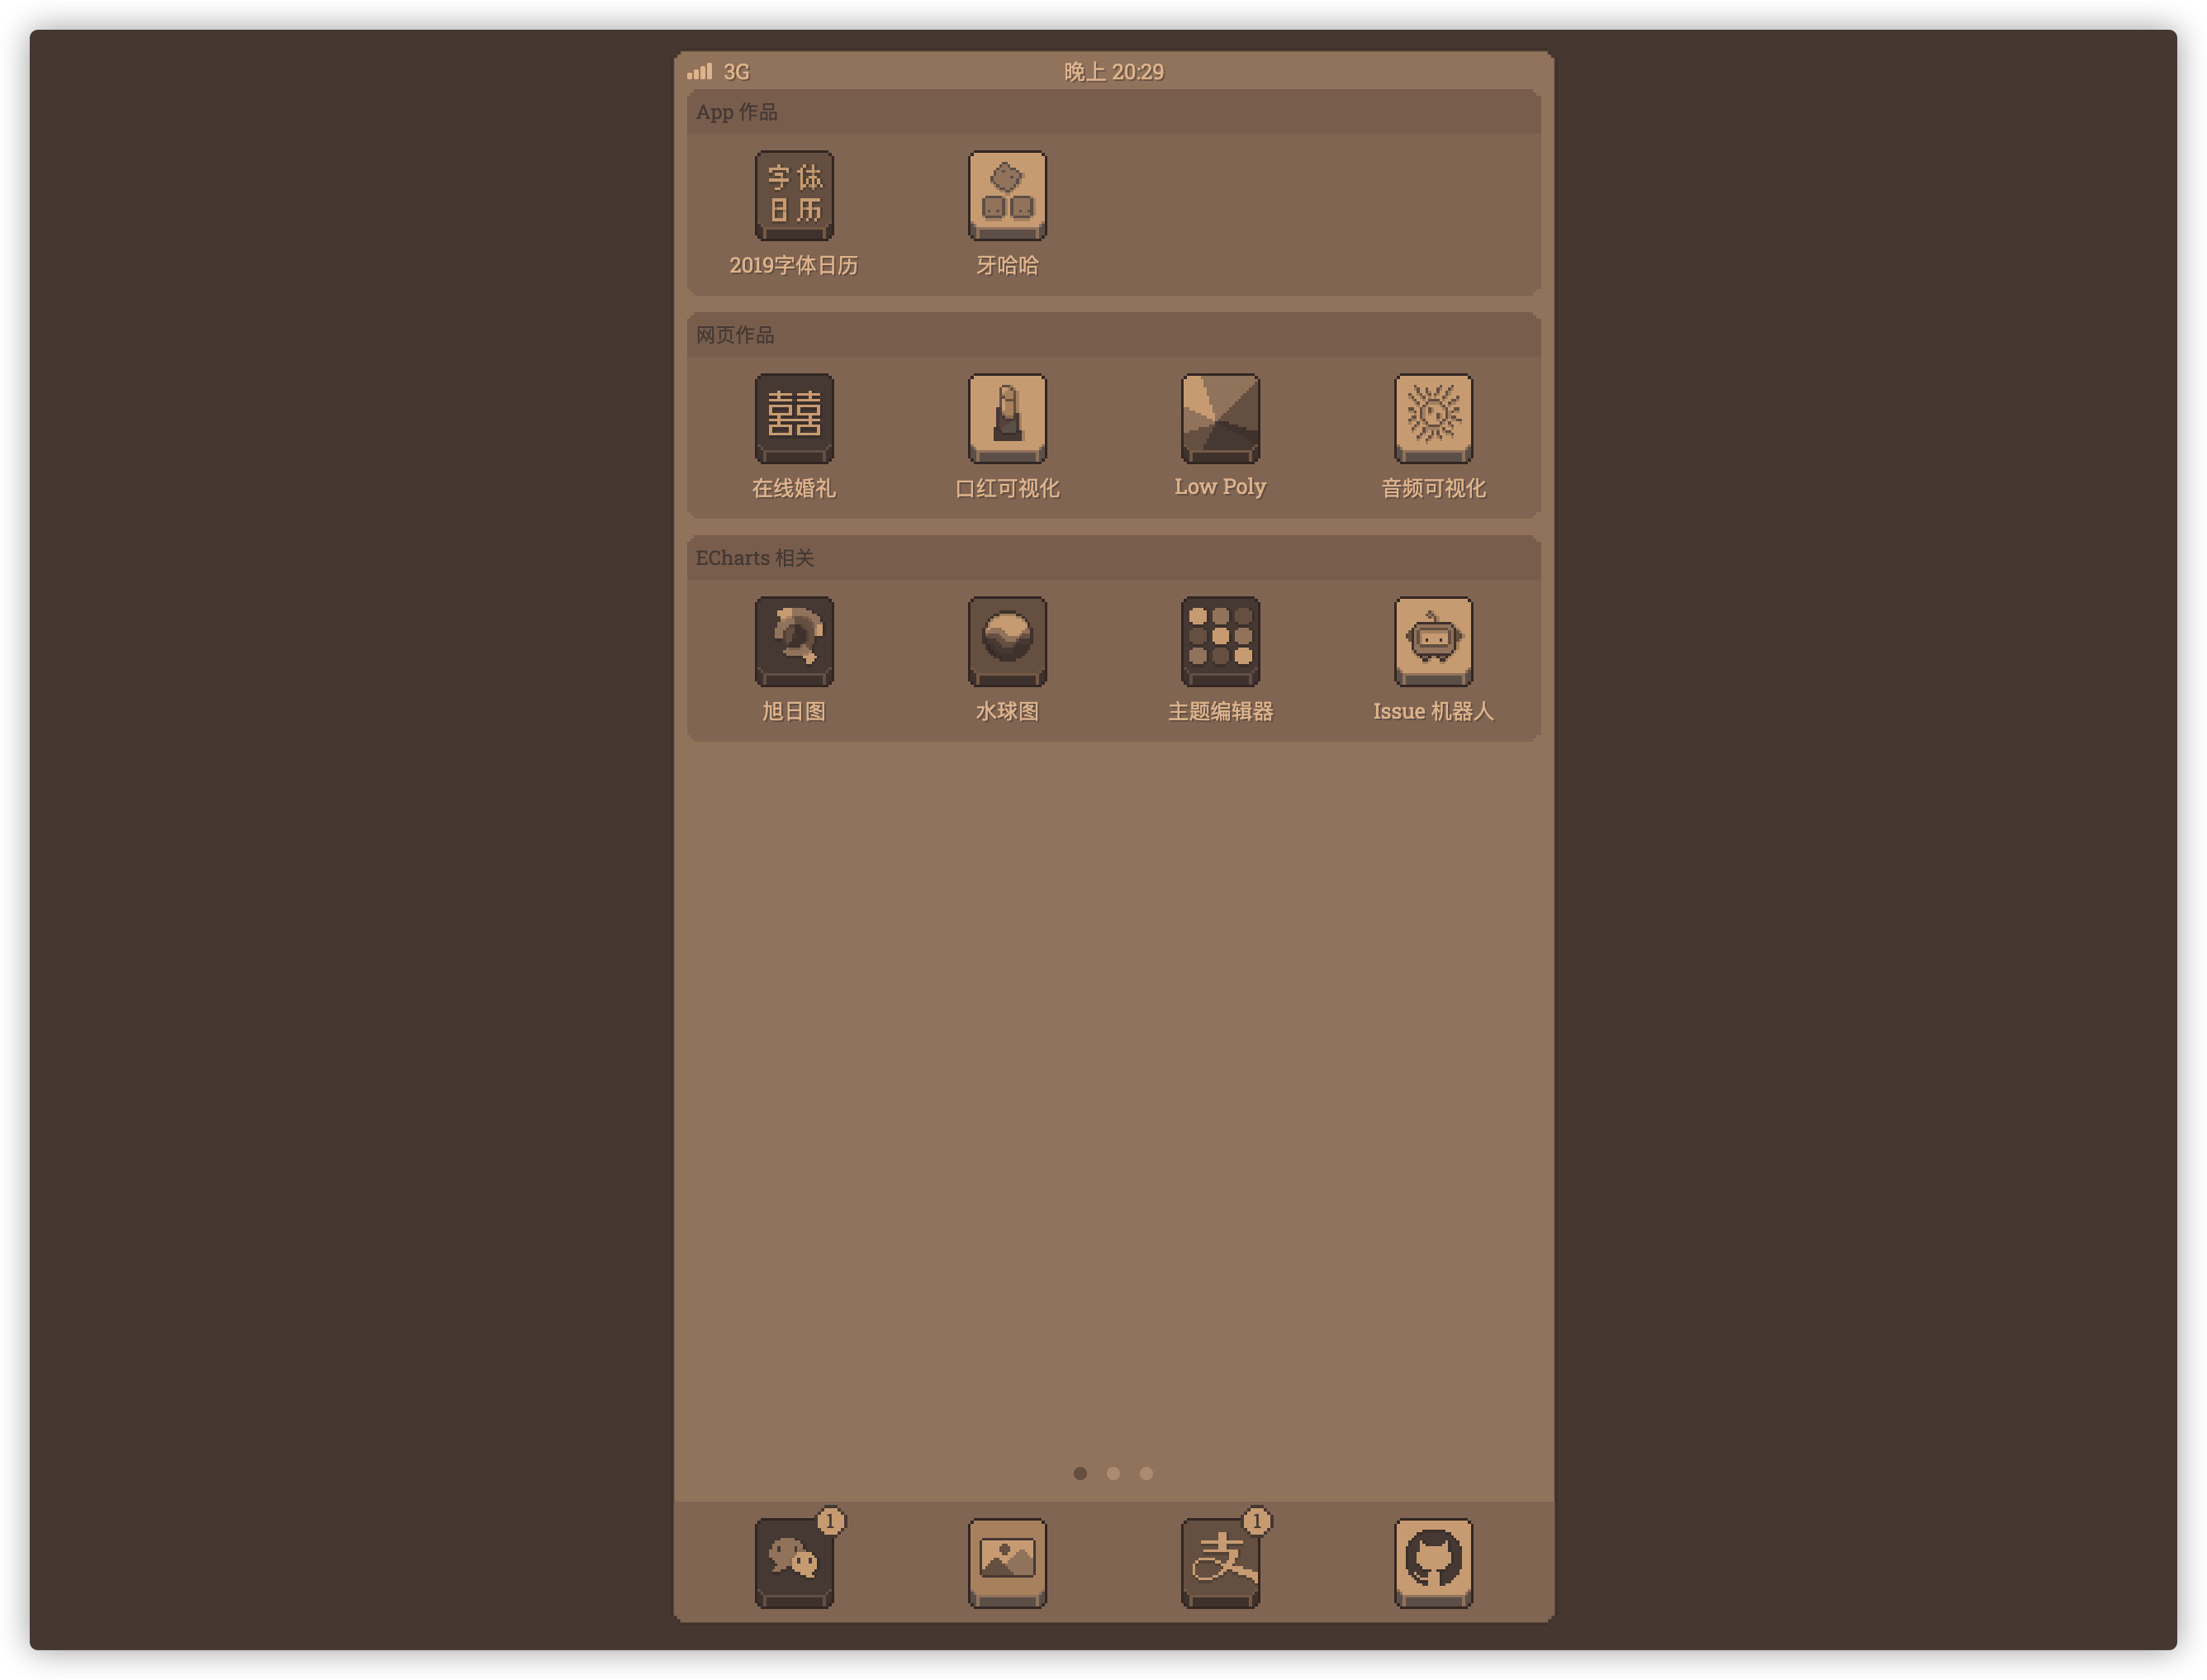 3G 晚上 20:29
App 作品
字体
日历
2019字体日历 牙哈哈
网页作品
囍
在线婚礼 口红可视化 Low Poly 音频可视化
ECharts 相关
旭日图 水球图 主题编辑器 Issue 机器人
1 1
支